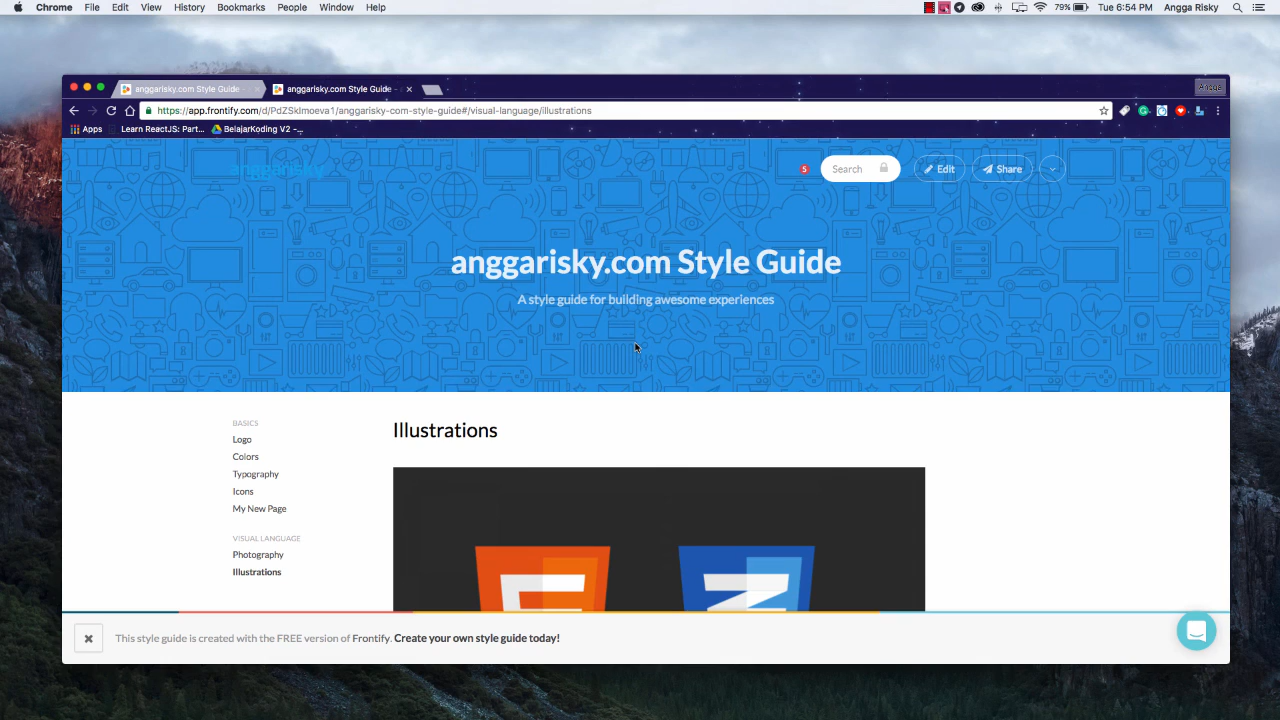 Chrome File Edit View History Bookmarks People Window Help 79% Tue 6:54 PM Angga Risky
anggarisky.com Style Guide - anggarisky.com Style Guide - Angga
https://app.frontify.com/d/PdZSkImoeva1/anggarisky-com-style-guide#/visual-language/illustrations
Apps Learn ReactJS: Part... BelajarKoding V2 -...
anggarisky 5 Search Edit Share
anggarisky.com Style Guide
A style guide for building awesome experiences
BASICS
Logo
Colors
Typography
Icons
My New Page
VISUAL LANGUAGE
Photography
Illustrations
Illustrations
This style guide is created with the FREE version of Frontify. Create your own style guide today!